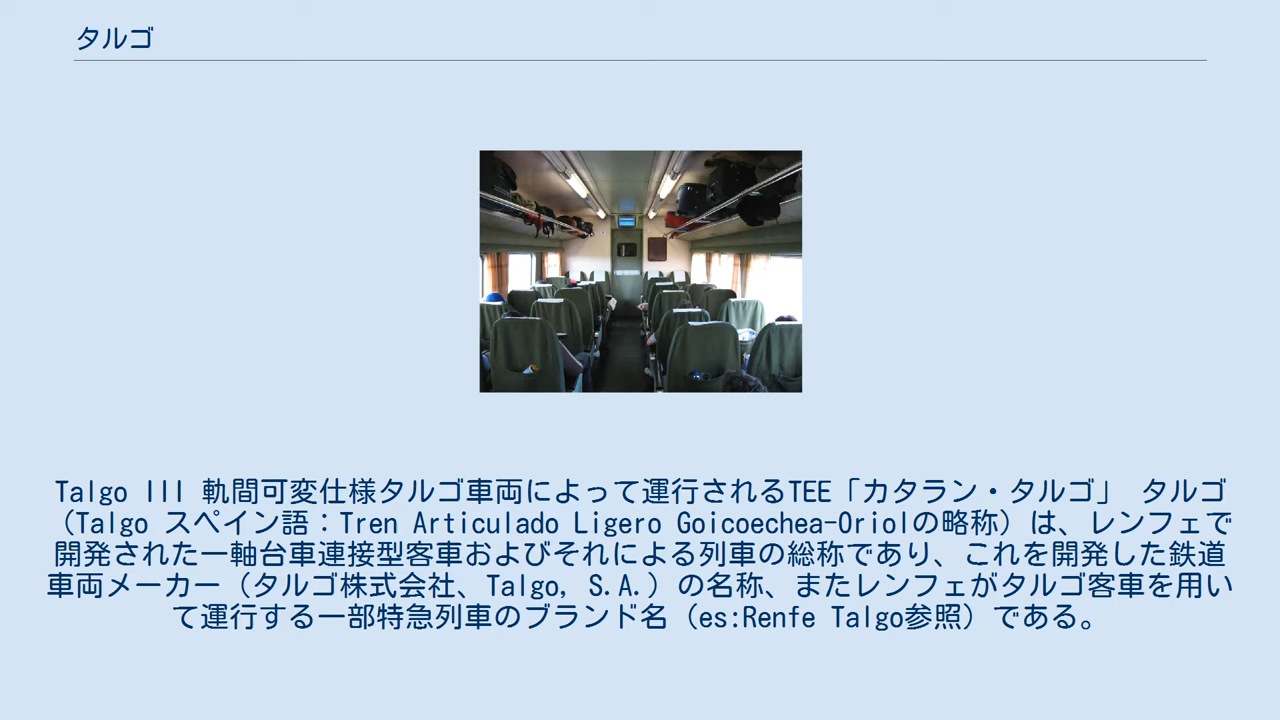 タルゴ
Talgo III 軌間可変仕様タルゴ車両によって運行されるTEE「カタラン・タルゴ」 タルゴ
（Talgo スペイン語：Tren Articulado Ligero Goicoechea-Oriolの略称）は、レンフェで
開発された一軸台車連接型客車およびそれによる列車の総称であり、これを開発した鉄道
車両メーカー（タルゴ株式会社、Talgo, S.A.）の名称、またレンフェがタルゴ客車を用い
て運行する一部特急列車のブランド名（es:Renfe Talgo参照）である。